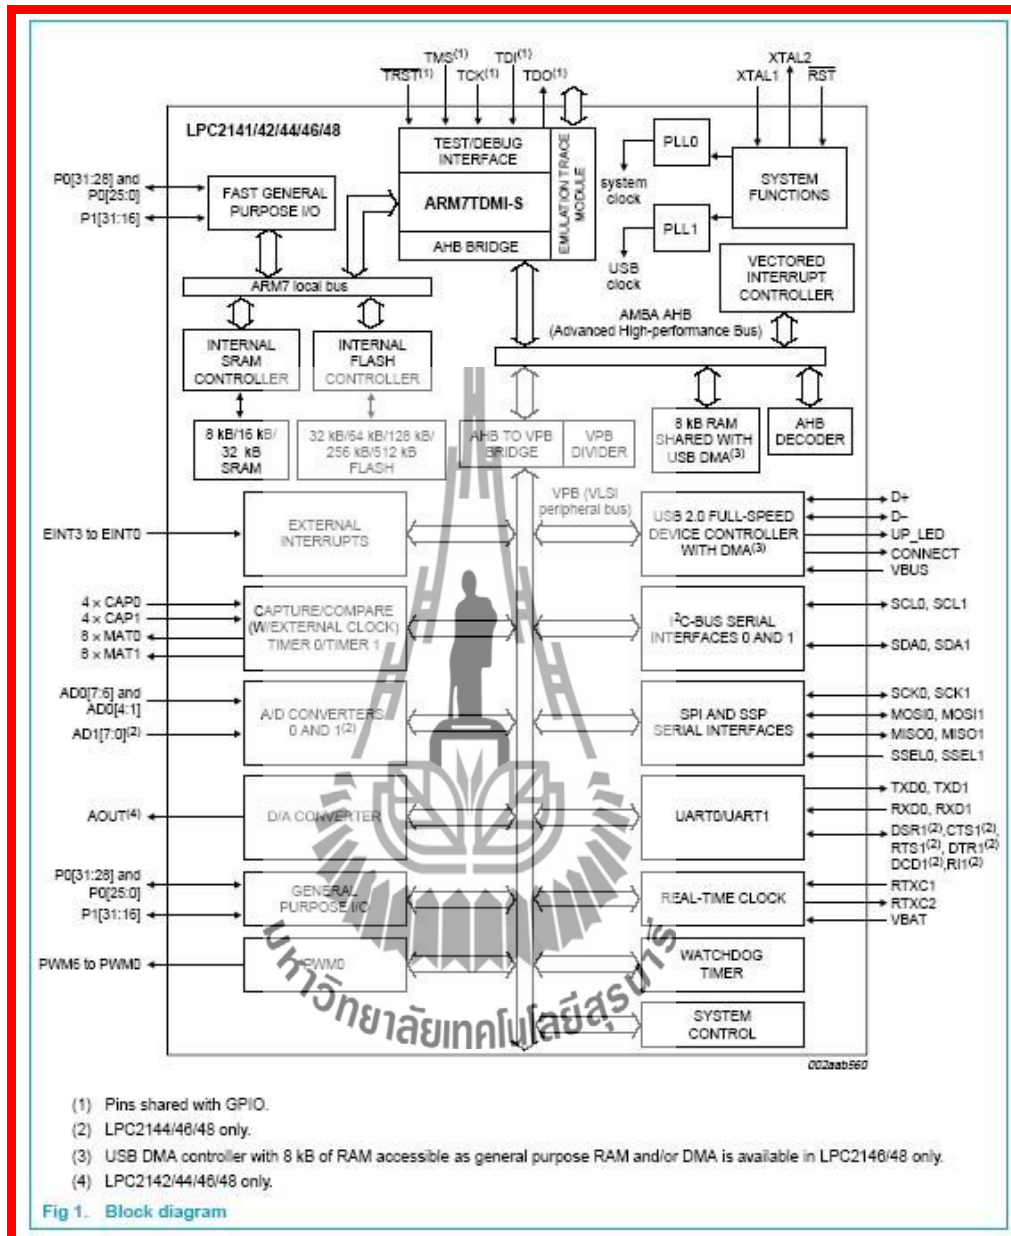 TMS(1) TDI(1)
TRST(1) TCK(1) TDO(1)
XTAL2
XTAL1 RST
LPC2141/42/44/46/48
TEST/DEBUG
INTERFACE
ARM7TDMI-S
AHB BRIDGE
EMULATION TRACE
MODULE
PLL0
system
clock
PLL1
USB
clock
SYSTEM
FUNCTIONS
VECTORED
INTERRUPT
CONTROLLER
P0[31:28] and
P0[25:0]
P1[31:16]
FAST GENERAL
PURPOSE I/O
ARM7 local bus
AMBA AHB
(Advanced High-performance Bus)
INTERNAL
SRAM
CONTROLLER
INTERNAL
FLASH
CONTROLLER
8 kB/16 kB/
32 kB
SRAM
32 kB/64 kB/128 kB/
256 kB/512 kB
FLASH
AHB TO VPB
BRIDGE
VPB
DIVIDER
8 kB RAM
SHARED WITH
USB DMA(3)
AHB
DECODER
VPB (VLSI
peripheral bus)
EINT3 to EINT0
EXTERNAL
INTERRUPTS
USB 2.0 FULL-SPEED
DEVICE CONTROLLER
WITH DMA(3)
D+
D−
UP_LED
CONNECT
VBUS
4 x CAP0
4 x CAP1
8 x MAT0
8 x MAT1
CAPTURE/COMPARE
(W/EXTERNAL CLOCK)
TIMER 0/TIMER 1
I2C-BUS SERIAL
INTERFACES 0 AND 1
SCL0, SCL1
SDA0, SDA1
AD0[7:6] and
AD0[4:1]
AD1[7:0](2)
A/D CONVERTERS
0 AND 1(2)
SPI AND SSP
SERIAL INTERFACES
SCK0, SCK1
MOSI0, MOSI1
MISO0, MISO1
SSEL0, SSEL1
AOUT(4)
D/A CONVERTER
UART0/UART1
TXD0, TXD1
RXD0, RXD1
DSR1(2),CTS1(2),
RTS1(2), DTR1(2)
DCD1(2),RI1(2)
P0[31:28] and
P0[25:0]
P1[31:16]
GENERAL
PURPOSE I/O
REAL-TIME CLOCK
RTXC1
RTXC2
VBAT
PWM6 to PWM0
PWM0
WATCHDOG
TIMER
SYSTEM
CONTROL
มหาวิทยาลัยเทคโนโลยีสุรนารี
002aab560
(1) Pins shared with GPIO.
(2) LPC2144/46/48 only.
(3) USB DMA controller with 8 kB of RAM accessible as general purpose RAM and/or DMA is available in LPC2146/48 only.
(4) LPC2142/44/46/48 only.
Fig 1. Block diagram